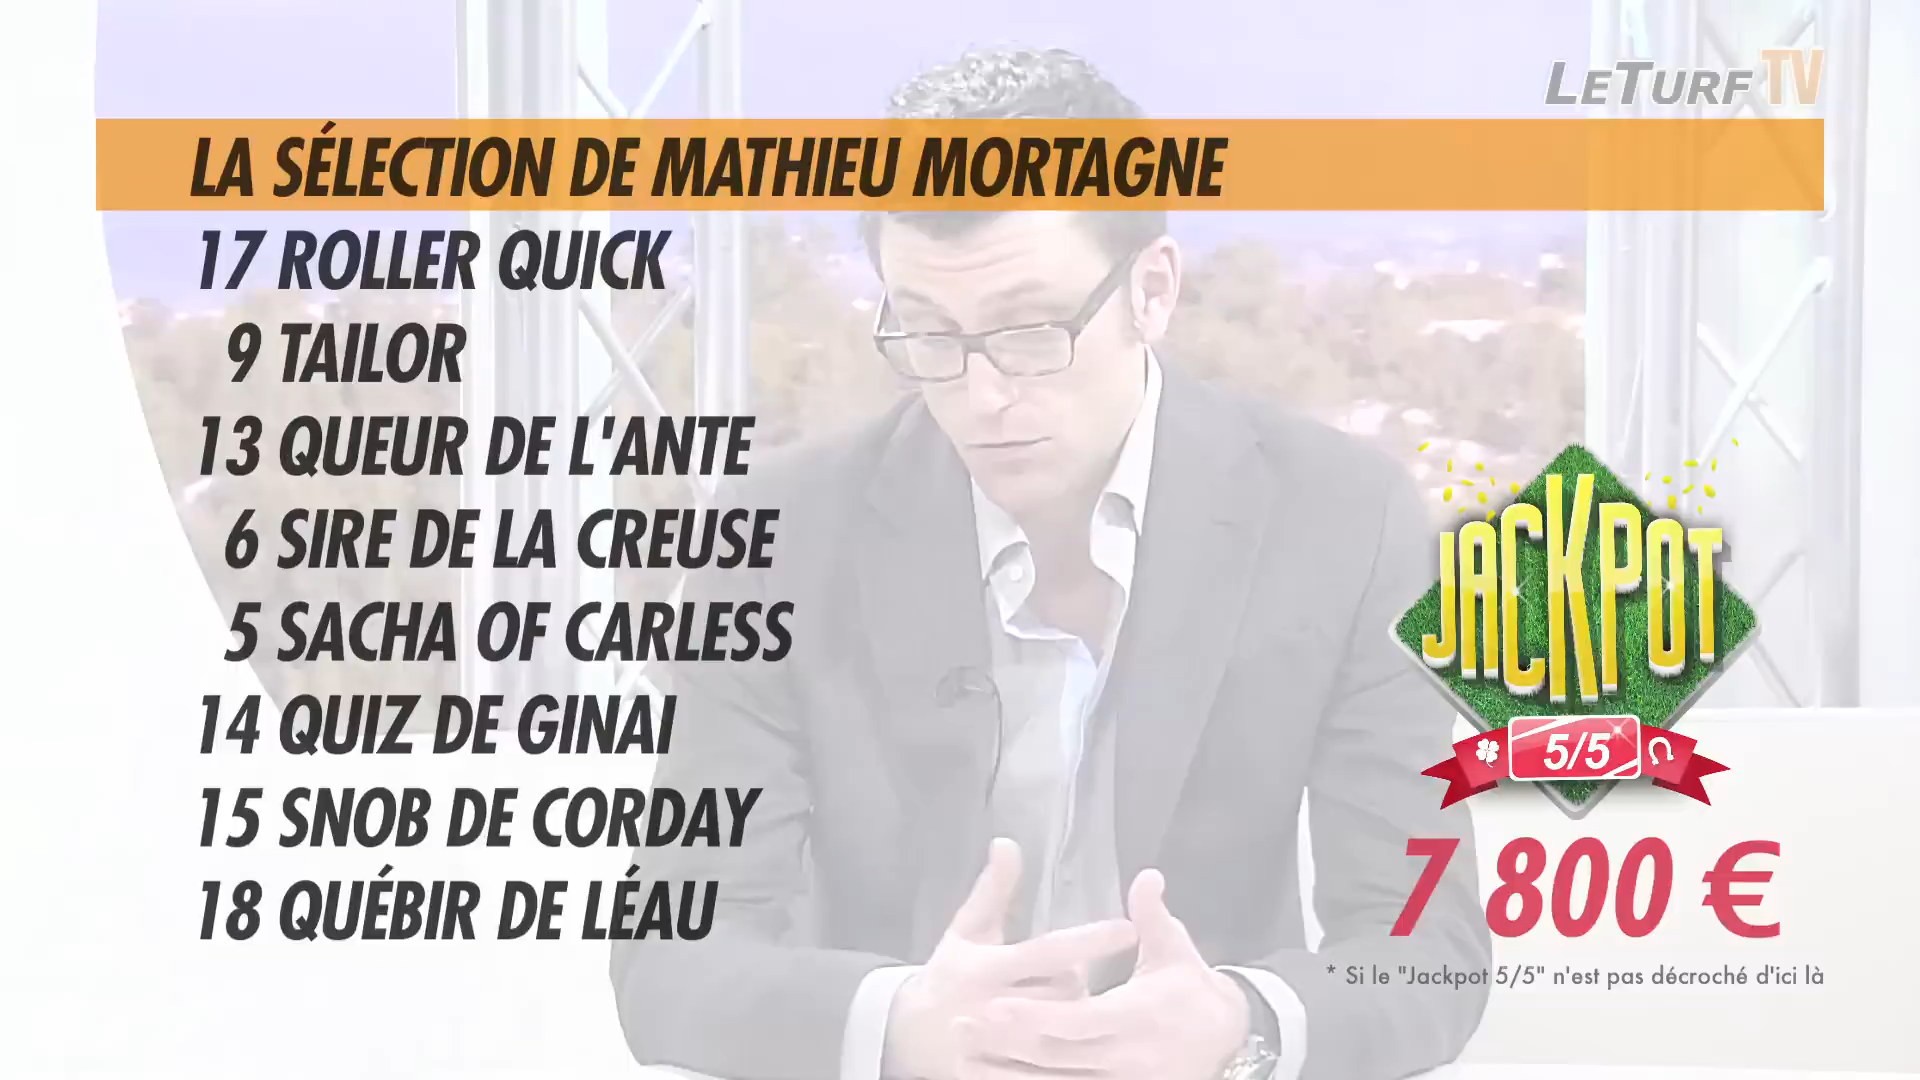 LETURF TV
LA SÉLECTION DE MATHIEU MORTAGNE
17 ROLLER QUICK
9 TAILOR
13 QUEUR DE L'ANTE
6 SIRE DE LA CREUSE
5 SACHA OF CARLESS
14 QUIZ DE GINAI
15 SNOB DE CORDAY
18 QUÉBIR DE LÉAU
JACKPOT
5/5
7 800 €
* Si le "Jackpot 5/5" n'est pas décroché d'ici là